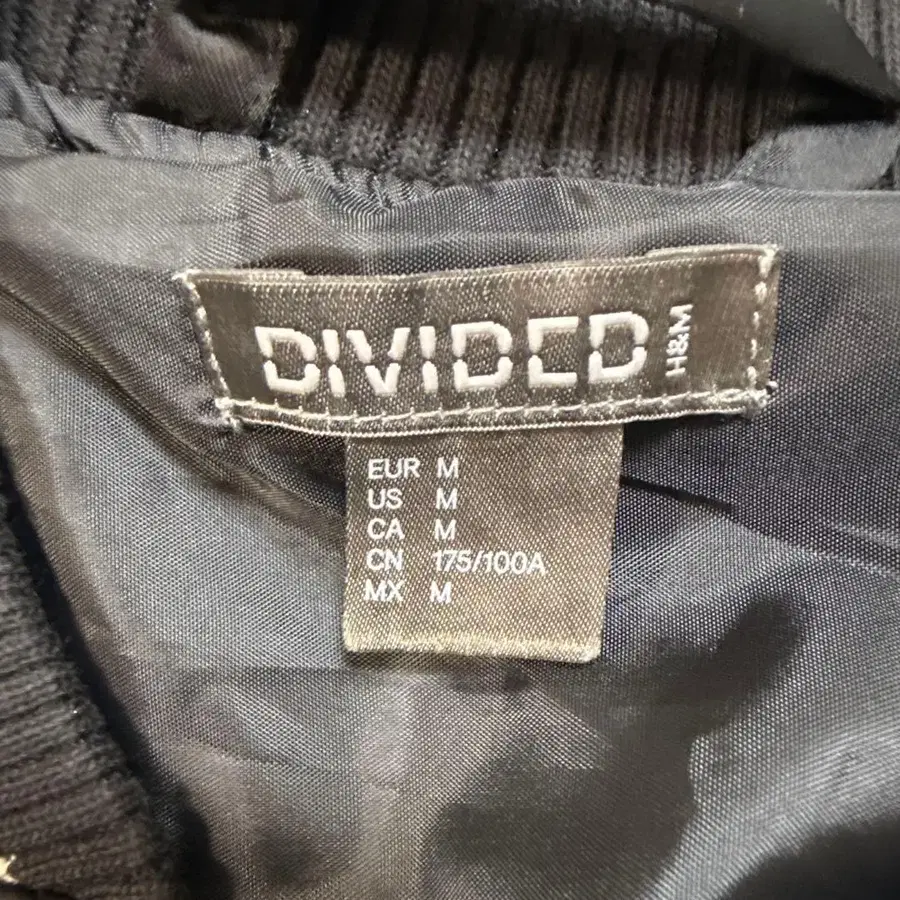 DIVIDED H&M
EUR M
US M
CA M
CN 175/100A
MX M